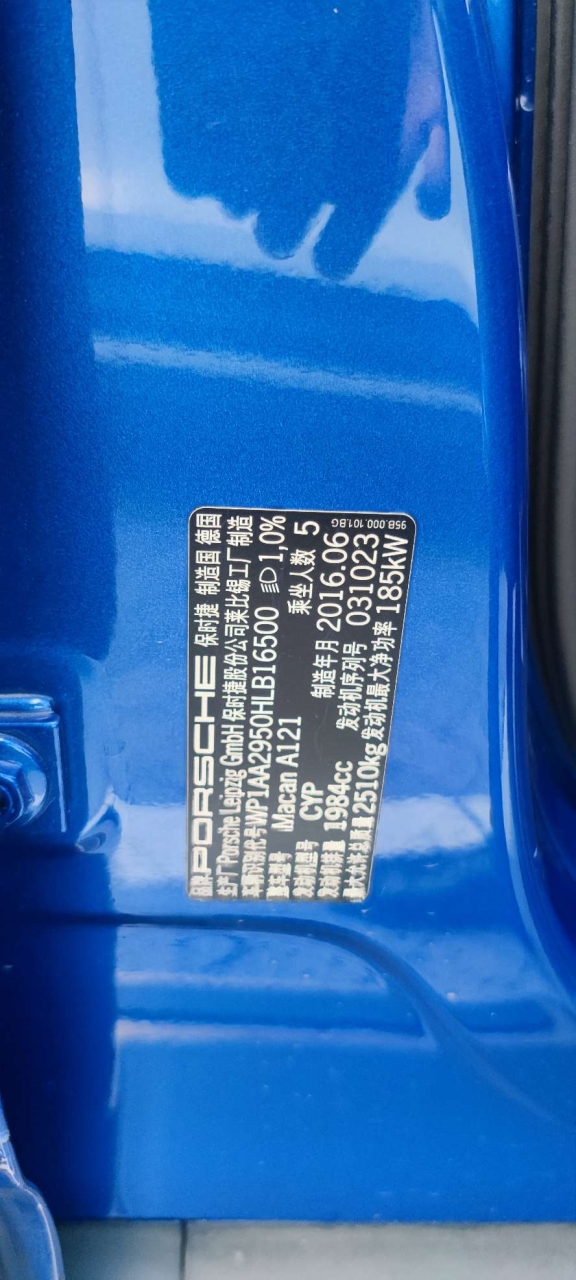 品牌 PORSCHE 保时捷 制造国 德国
生产厂 Porsche Leipzig GmbH 保时捷股份公司莱比锡工厂制造
车辆识别代号 WP1AA2950HLB16500 1,0%
整车型号 Macan A121 乘坐人数 5
发动机型号 CYP 制造年月 2016.06
发动机排量 1984cc 发动机序列号 031023
最大允许总质量 2510kg 发动机最大净功率 185kW
95B.000.101.BG